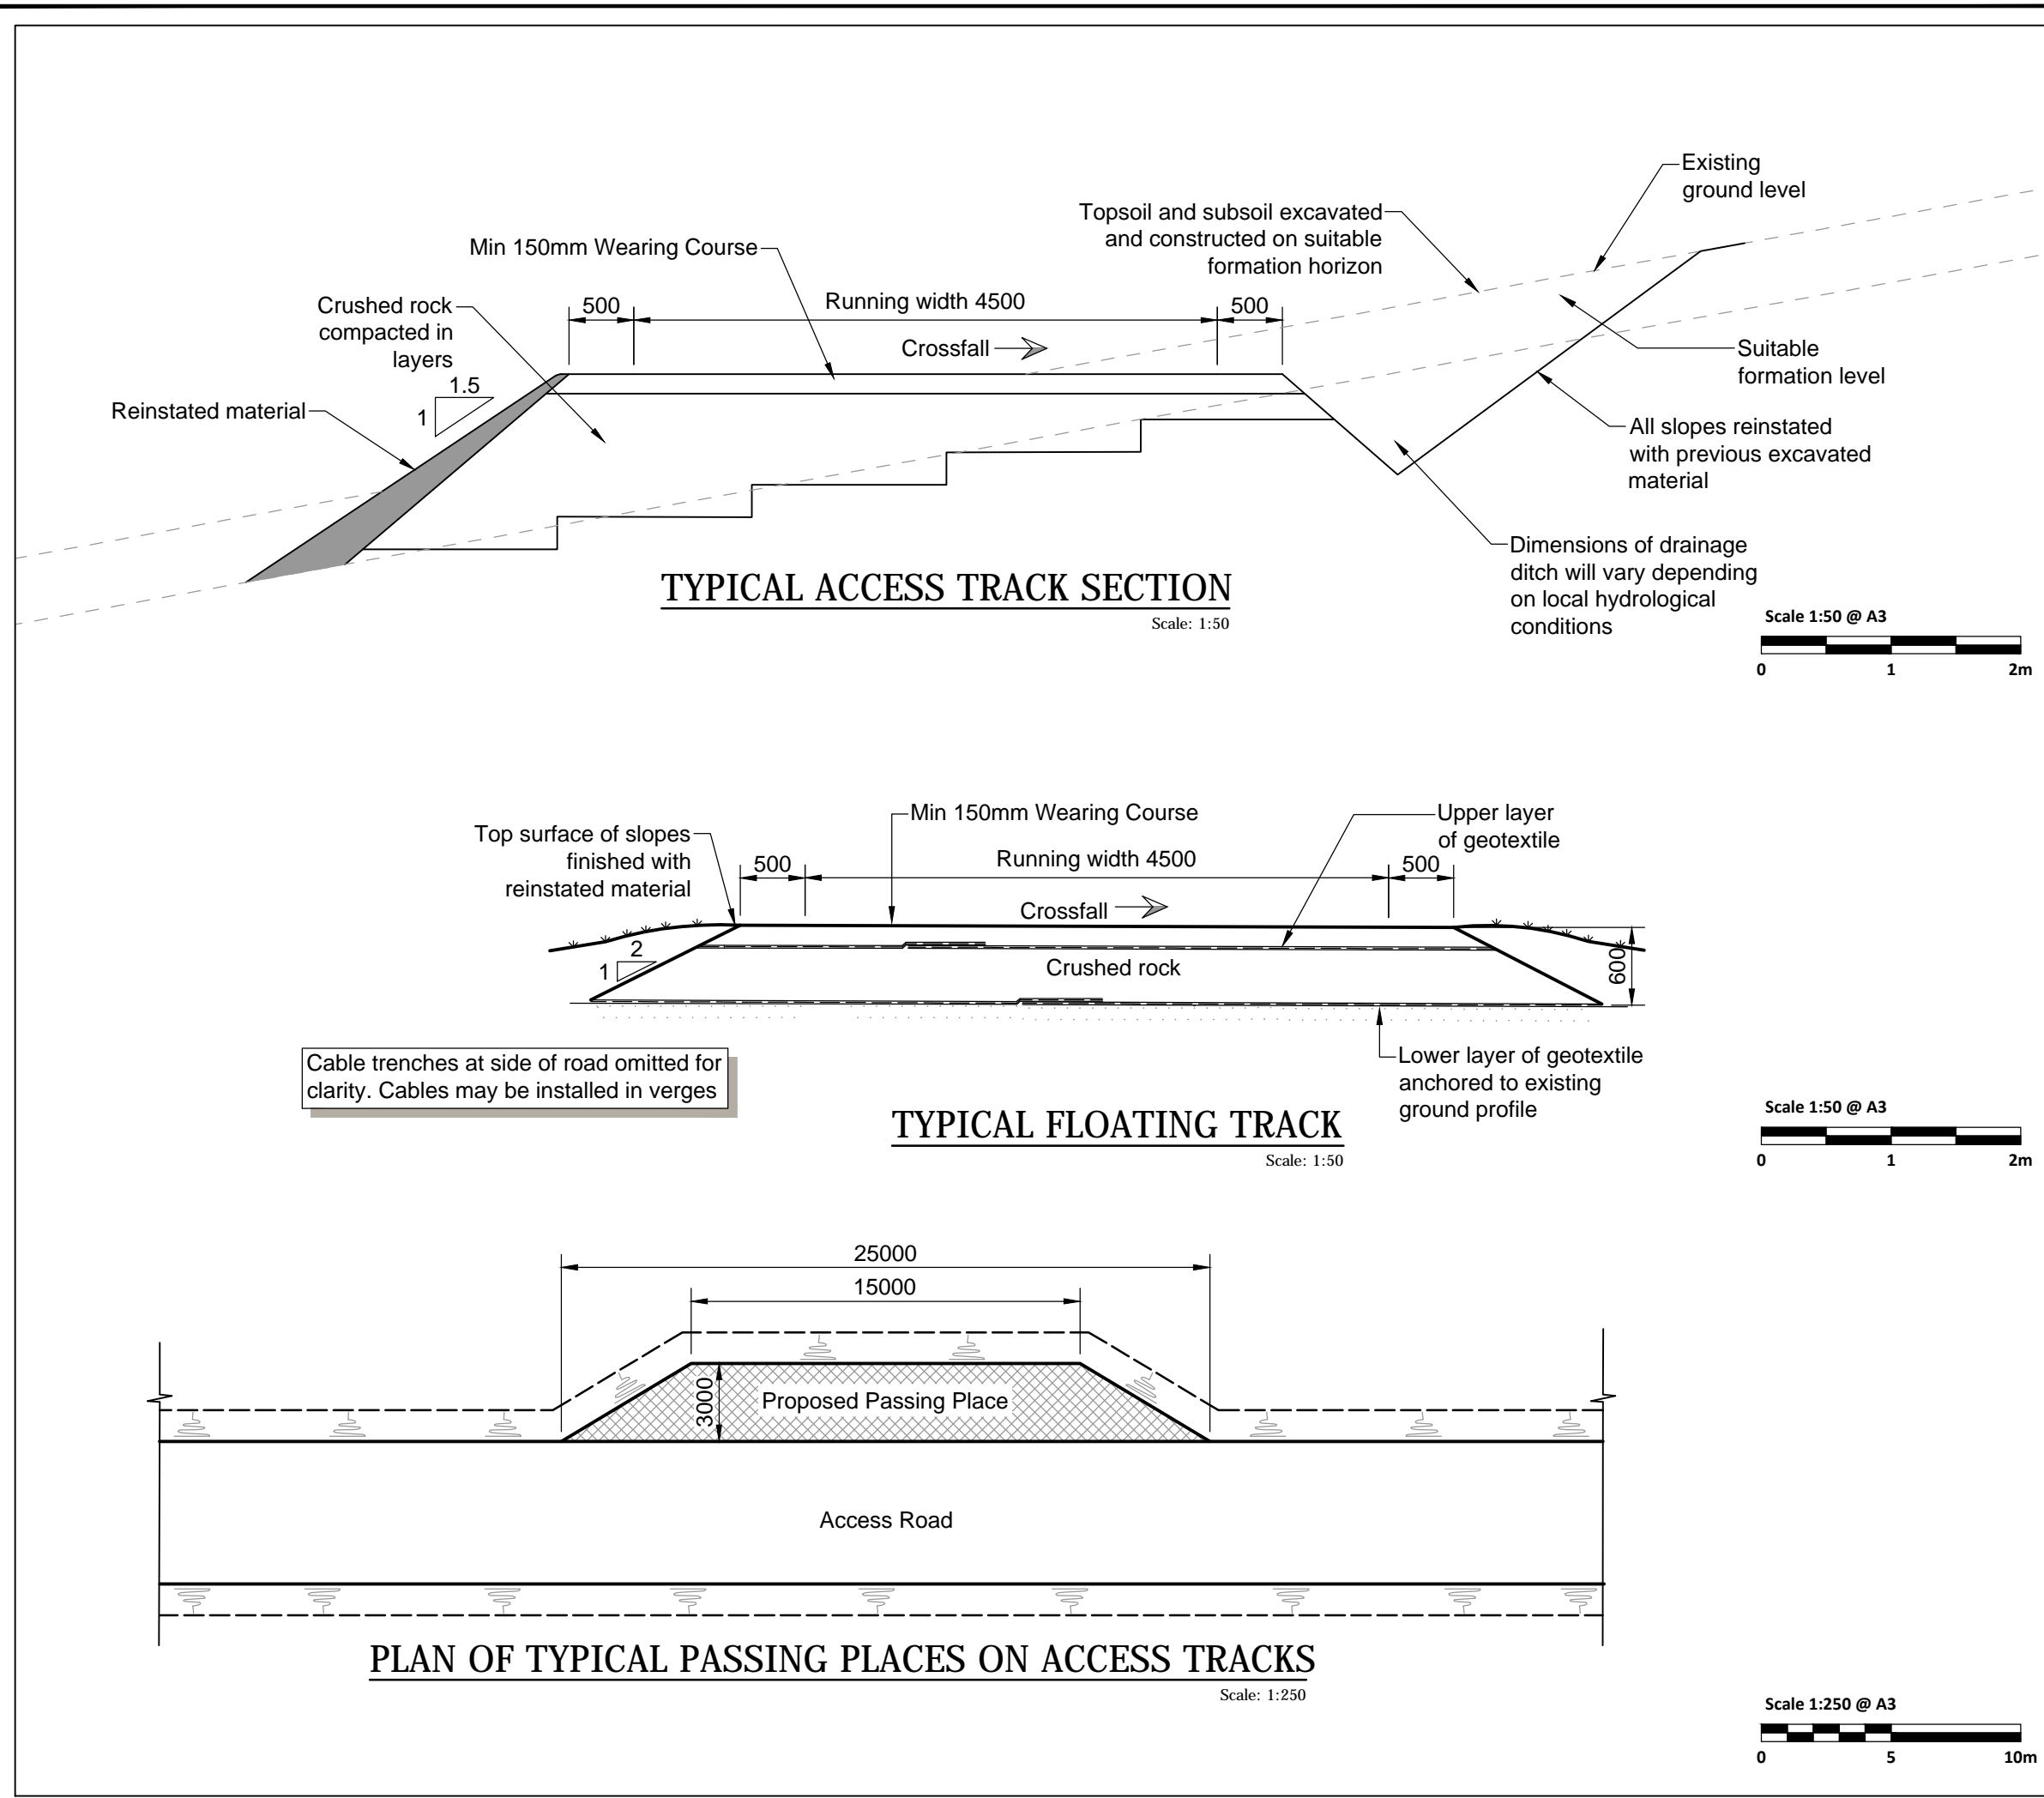 Existing
ground level
Topsoil and subsoil excavated
and constructed on suitable
formation horizon
Min 150mm Wearing Course
Crushed rock
compacted in
layers
500
Running width 4500
500
Crossfall
Suitable
formation level
1.5
1
Reinstated material
All slopes reinstated
with previous excavated
material
Dimensions of drainage
ditch will vary depending
on local hydrological
conditions
TYPICAL ACCESS TRACK SECTION
Scale: 1:50
Scale 1:50 @ A3
0 1 2m
Min 150mm Wearing Course
Upper layer
of geotextile
Top surface of slopes
finished with
reinstated material
500
Running width 4500
500
Crossfall
2
1
Crushed rock
600
Cable trenches at side of road omitted for
clarity. Cables may be installed in verges
Lower layer of geotextile
anchored to existing
ground profile
TYPICAL FLOATING TRACK
Scale: 1:50
Scale 1:50 @ A3
0 1 2m
25000
15000
3000
Proposed Passing Place
Access Road
PLAN OF TYPICAL PASSING PLACES ON ACCESS TRACKS
Scale: 1:250
Scale 1:250 @ A3
0 5 10m